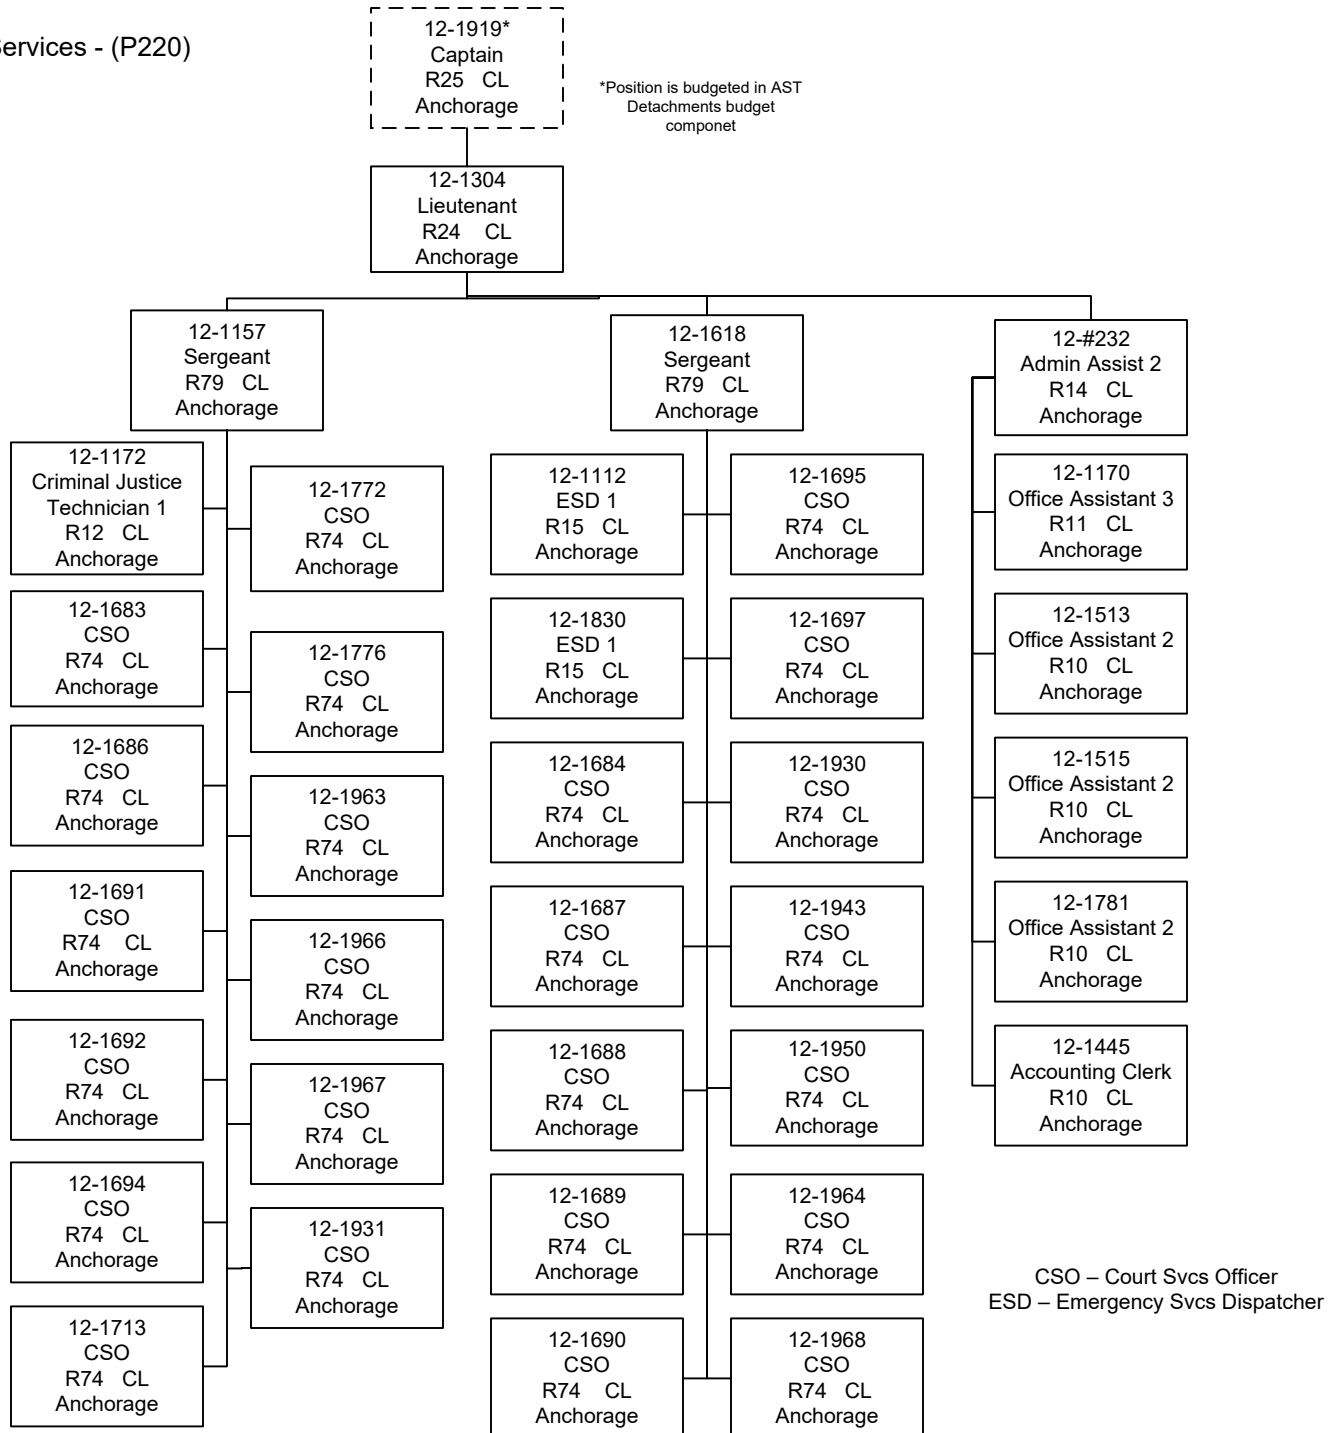 Services - (P220)
12-1919*
Captain
R25 CL
Anchorage
*Position is budgeted in AST
Detachments budget
componet
12-1304
Lieutenant
R24 CL
Anchorage
12-1157
Sergeant
R79 CL
Anchorage
12-1618
Sergeant
R79 CL
Anchorage
12-#232
Admin Assist 2
R14 CL
Anchorage
12-1172
Criminal Justice
Technician 1
R12 CL
Anchorage
12-1683
CSO
R74 CL
Anchorage
12-1686
CSO
R74 CL
Anchorage
12-1691
CSO
R74 CL
Anchorage
12-1692
CSO
R74 CL
Anchorage
12-1694
CSO
R74 CL
Anchorage
12-1713
CSO
R74 CL
Anchorage
12-1772
CSO
R74 CL
Anchorage
12-1776
CSO
R74 CL
Anchorage
12-1963
CSO
R74 CL
Anchorage
12-1966
CSO
R74 CL
Anchorage
12-1967
CSO
R74 CL
Anchorage
12-1931
CSO
R74 CL
Anchorage
12-1112
ESD 1
R15 CL
Anchorage
12-1830
ESD 1
R15 CL
Anchorage
12-1684
CSO
R74 CL
Anchorage
12-1687
CSO
R74 CL
Anchorage
12-1688
CSO
R74 CL
Anchorage
12-1689
CSO
R74 CL
Anchorage
12-1690
CSO
R74 CL
Anchorage
12-1695
CSO
R74 CL
Anchorage
12-1697
CSO
R74 CL
Anchorage
12-1930
CSO
R74 CL
Anchorage
12-1943
CSO
R74 CL
Anchorage
12-1950
CSO
R74 CL
Anchorage
12-1964
CSO
R74 CL
Anchorage
12-1968
CSO
R74 CL
Anchorage
12-1170
Office Assistant 3
R11 CL
Anchorage
12-1513
Office Assistant 2
R10 CL
Anchorage
12-1515
Office Assistant 2
R10 CL
Anchorage
12-1781
Office Assistant 2
R10 CL
Anchorage
12-1445
Accounting Clerk
R10 CL
Anchorage
CSO – Court Svcs Officer
ESD – Emergency Svcs Dispatcher